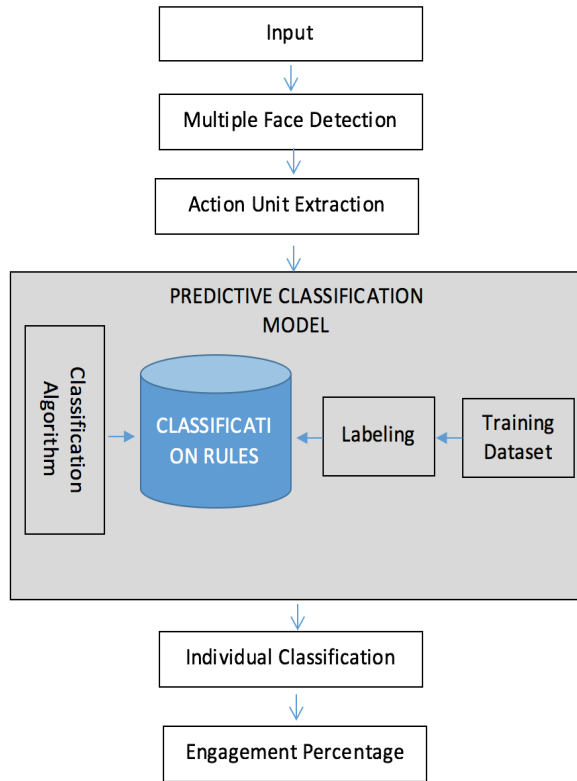 Input
Multiple Face Detection
Action Unit Extraction
PREDICTIVE CLASSIFICATION
MODEL
Classification
Algorithm
CLASSIFICATI
ON RULES
Labeling
Training
Dataset
Individual Classification
Engagement Percentage